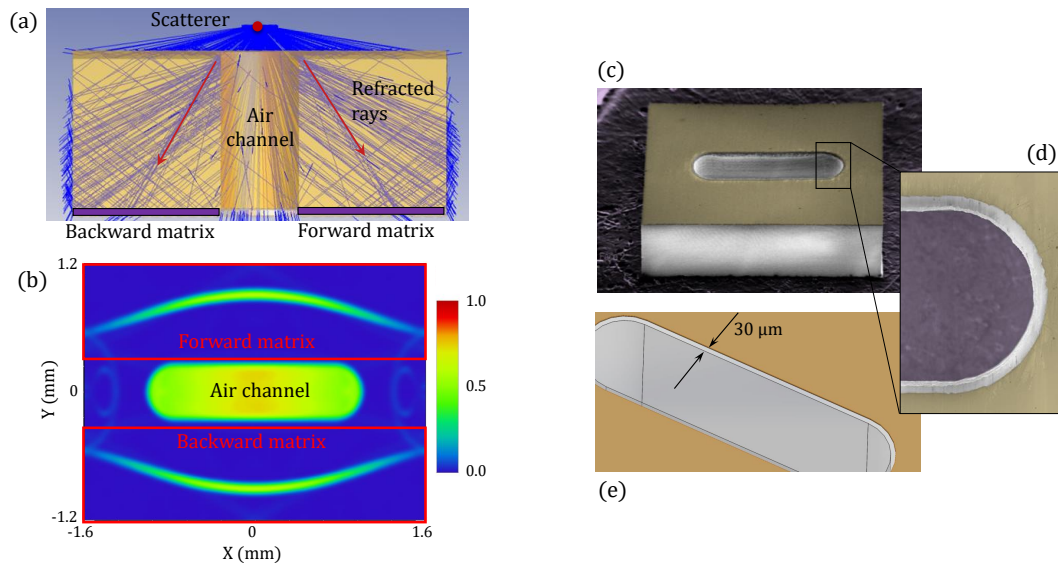 (a)
Scatterer
Refracted
rays
Air
channel
Backward matrix
Forward matrix
(b)
1.2
Y (mm)
0
-1.2
Forward matrix
Air channel
Backward matrix
-1.6
0
1.6
X (mm)
1.0
0.5
0.0
(c)
(d)
30 μm
(e)